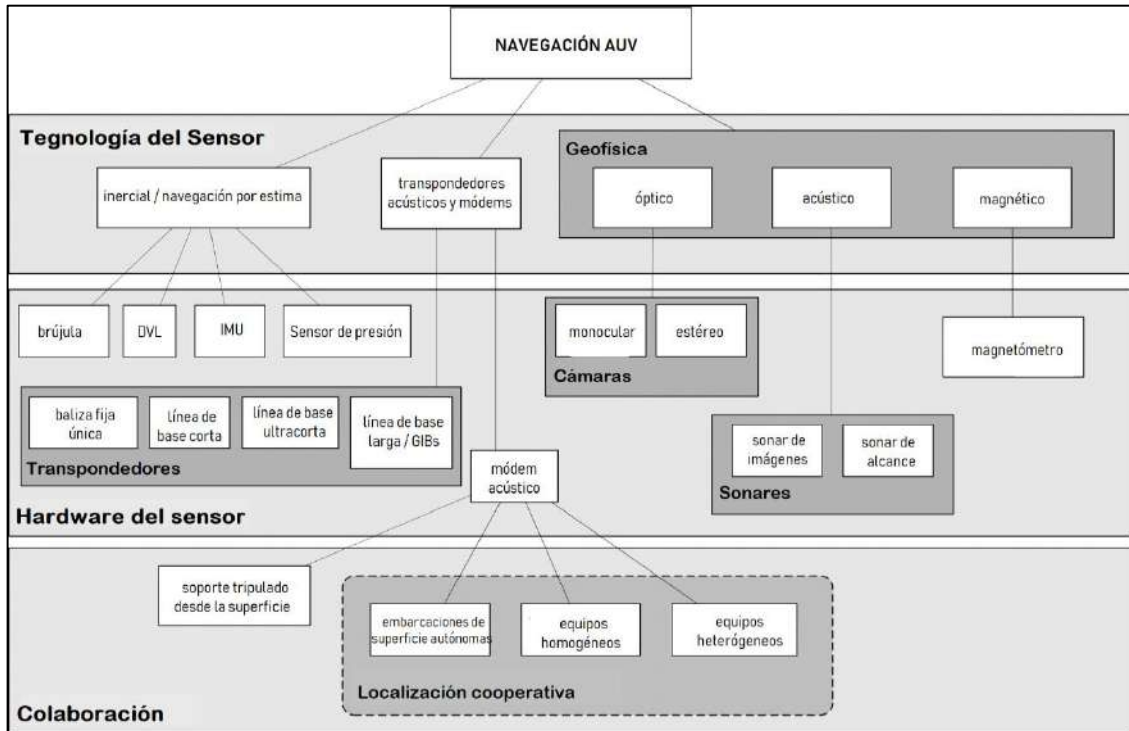 NAVEGACIÓN AUV
Tegnología del Sensor
inercial / navegación por estima
transpondedores
acústicos y módems
Geofísica
óptico
acústico
magnético
brújula
DVL
IMU
Sensor de presión
monocular
estéreo
Cámaras
magnetómetro
baliza fija
única
línea de
base corta
línea de base
ultracorta
línea de base
larga / GIBs
Transpondedores
módem
acústico
sonar de
imágenes
sonar de
alcance
Sonares
Hardware del sensor
soporte tripulado
desde la superficie
embarcaciones de
superficie autónomas
equipos
homogéneos
equipos
heterógeneos
Localización cooperativa
Colaboración